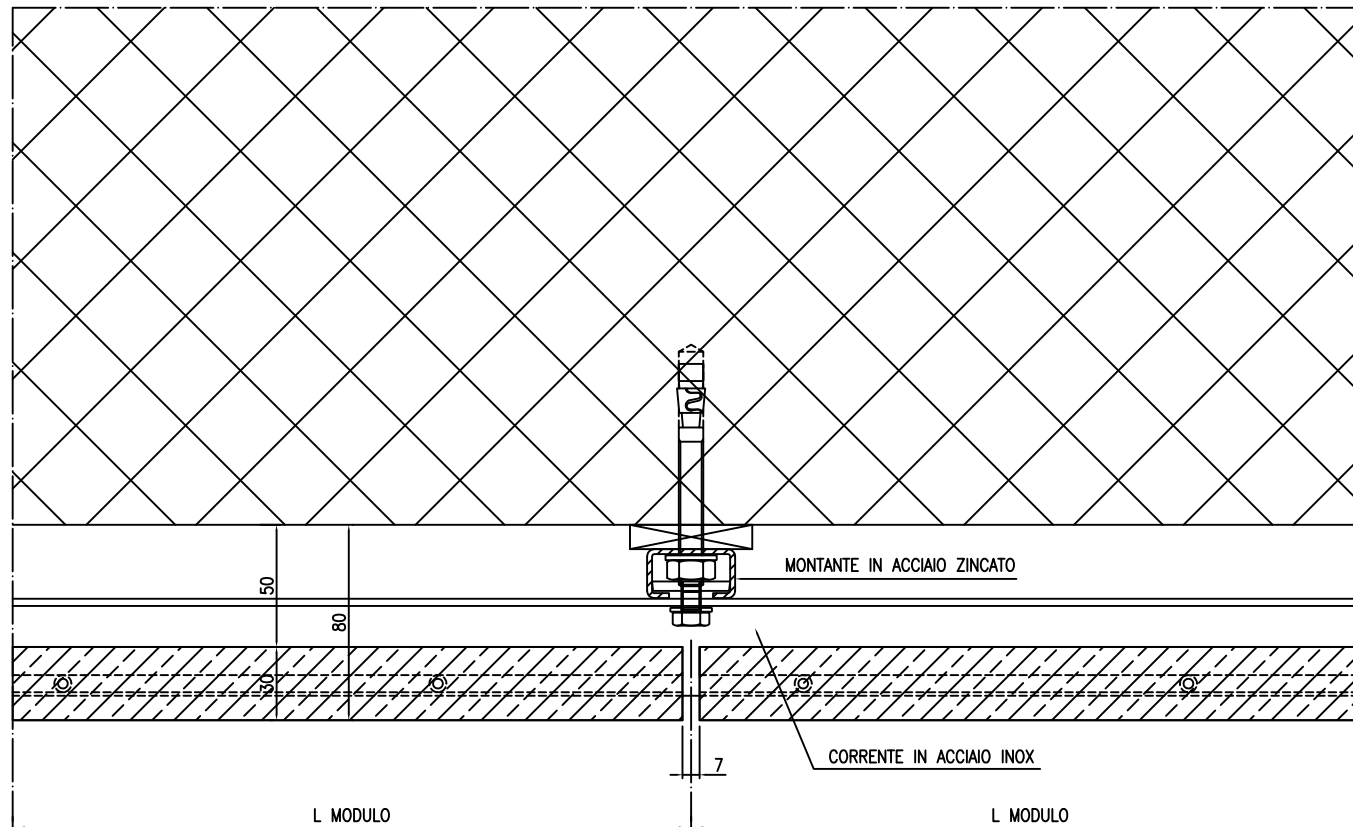 MONTANTE IN ACCIAIO ZINCATO
50
80
30
CORRENTE IN ACCIAIO INOX
7
L MODULO
L MODULO